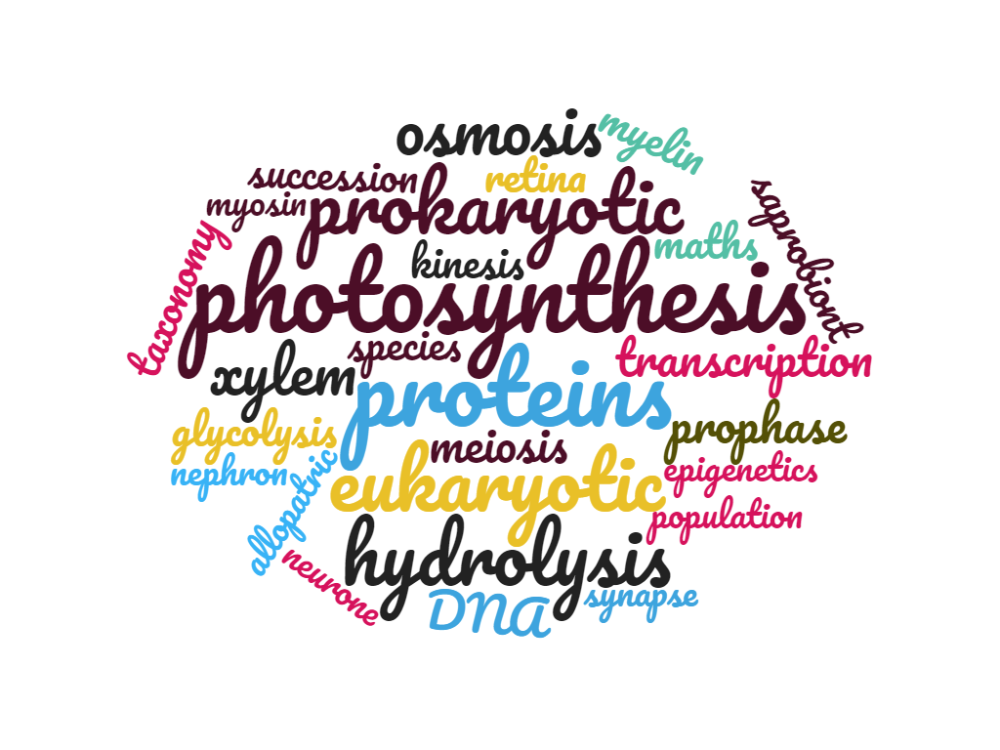 osmosis
myelin
succession
retina
saprobiont
myosin
prokaryotic
taxonomy
kinesis
maths
photosynthesis
species
transcription
xylem
proteins
glycolysis
meiosis
prophase
nephron
allopatric
eukaryotic
epigenetics
population
neurone
hydrolysis
DNA
synapse